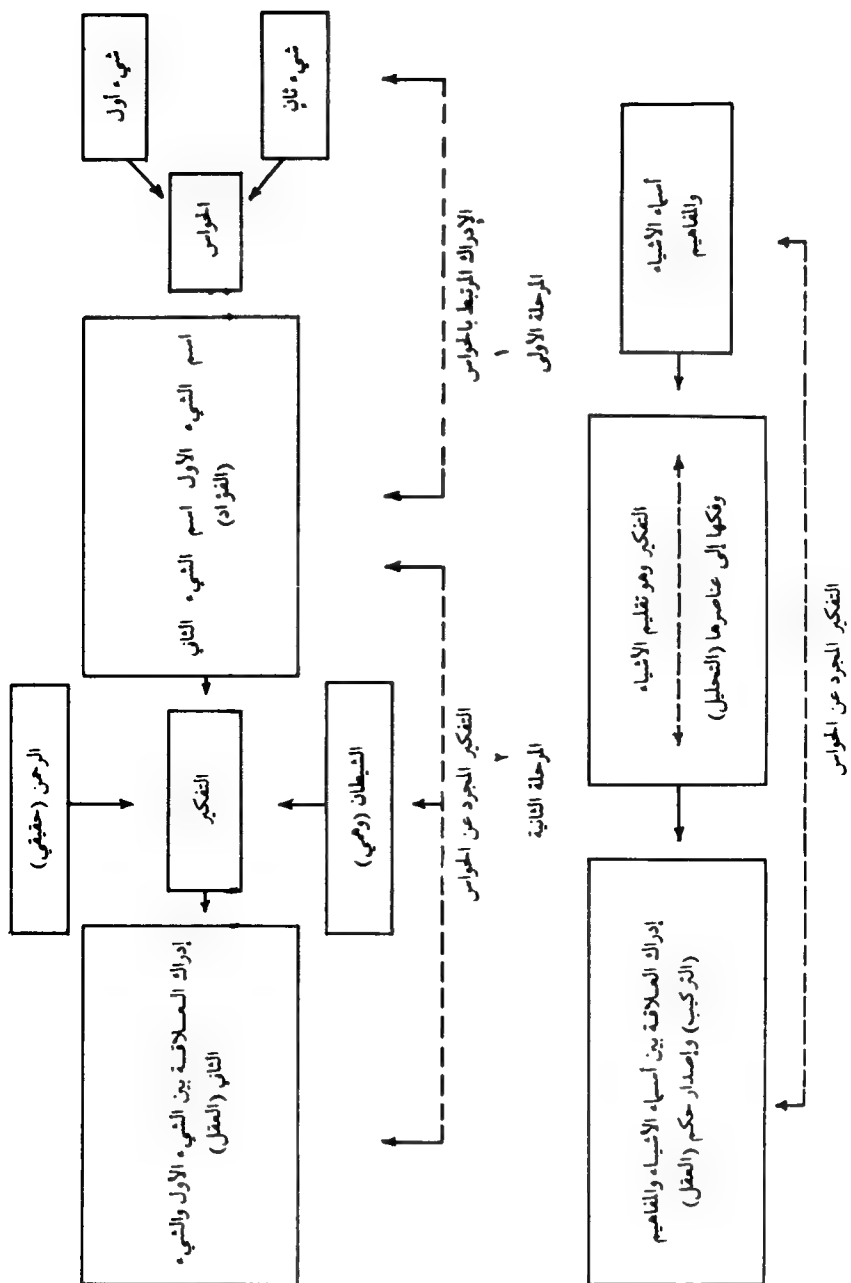 شيء أول
شيء ثانٍ
الحواس
اسم الشيء الأول اسم الشيء الثاني
(الفؤاد)
الإدراك المرتبط بالحواس
١
المرحلة الأولى
الرحمن (حقيقي)
التفكير
الشيطان (وهمي)
التفكير المجرد عن الحواس
٢
المرحلة الثانية
إدراك العلاقة بين الشيء الأول والشيء
الثاني (العقل)
أسماء الأشياء
والمفاهيم
التفكير وهو تقليم الأشياء
وفكها إلى عناصرها (التحليل)
إدراك العلاقة بين أسماء الأشياء والمفاهيم
(التركيب) وإصدار حكم (العقل)
التفكير المجرد عن الحواس